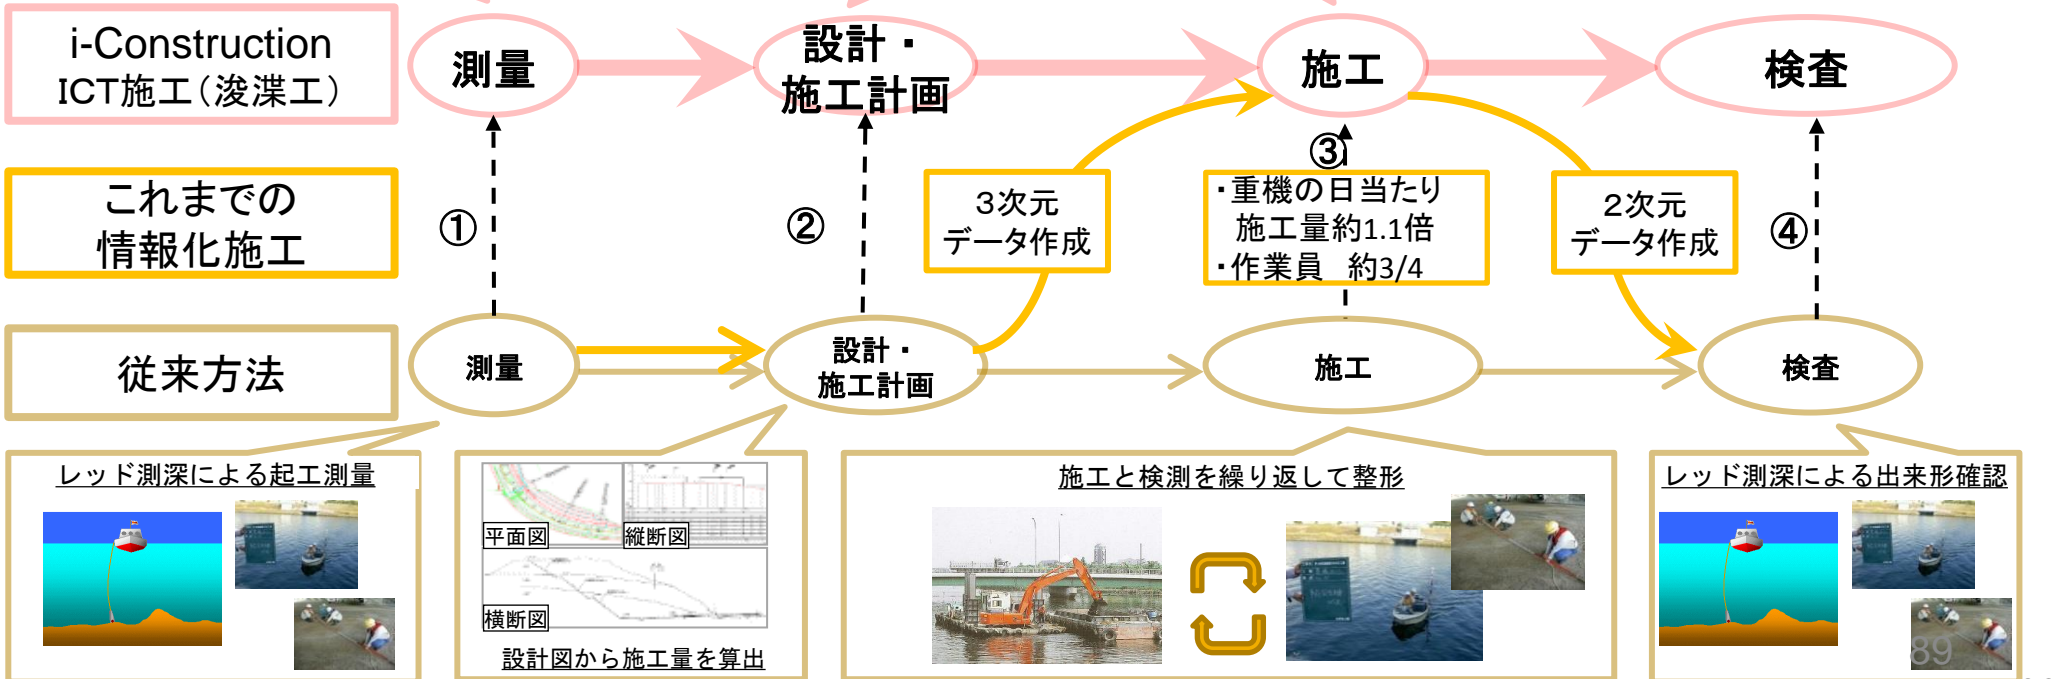 i-Construction
ICT施工(浚渫工)
測量
設計・
施工計画
施工
検査
これまでの
情報化施工
①
②
3次元
データ作成
③
・重機の日当たり
施工量約1.1倍
・作業員 約3/4
2次元
データ作成
④
従来方法
測量
設計・
施工計画
施工
検査
レッド測深による起工測量
平面図
縦断図
横断図
設計図から施工量を算出
施工と検測を繰り返して整形
レッド測深による出来形確認
89